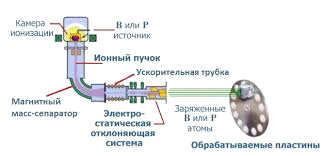 Камера
ионизации
B или P
источник
Ионный пучок
Ускорительная трубка
Магнитный
масс-сепаратор
Электро-
статическая
отклоняющая
система
Заряженные
B или P
атомы
Обрабатываемые пластины